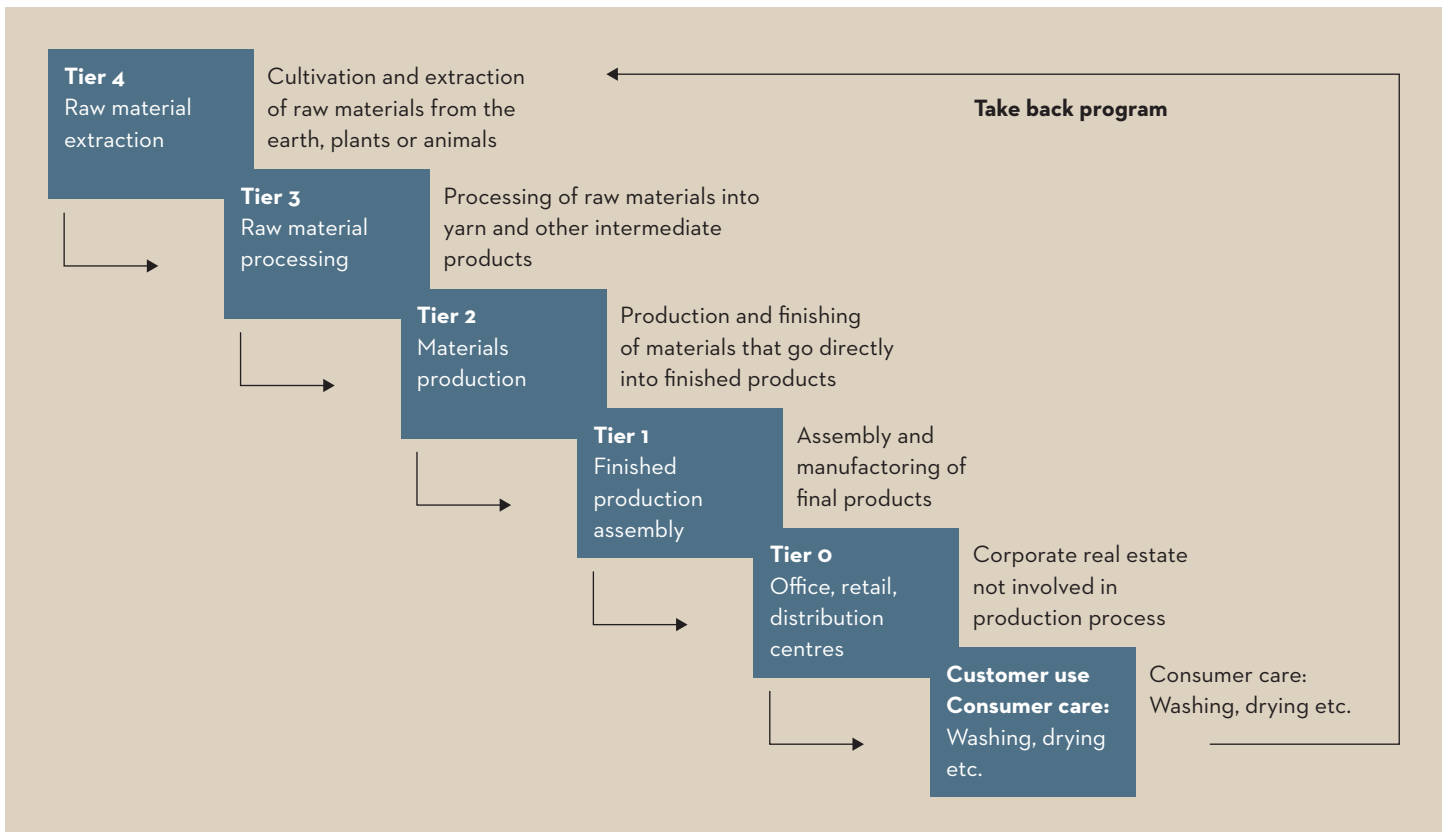 Tier 4
Raw material
extraction
Cultivation and extraction
of raw materials from the
earth, plants or animals
Take back program
Tier 3
Raw material
processing
Processing of raw materials into
yarn and other intermediate
products
Tier 2
Materials
production
Production and finishing
of materials that go directly
into finished products
Tier 1
Finished
production
assembly
Assembly and
manufactoring of
final products
Tier 0
Office, retail,
distribution
centres
Corporate real estate
not involved in
production process
Customer use
Consumer care:
Washing, drying
etc.
Consumer care:
Washing, drying etc.